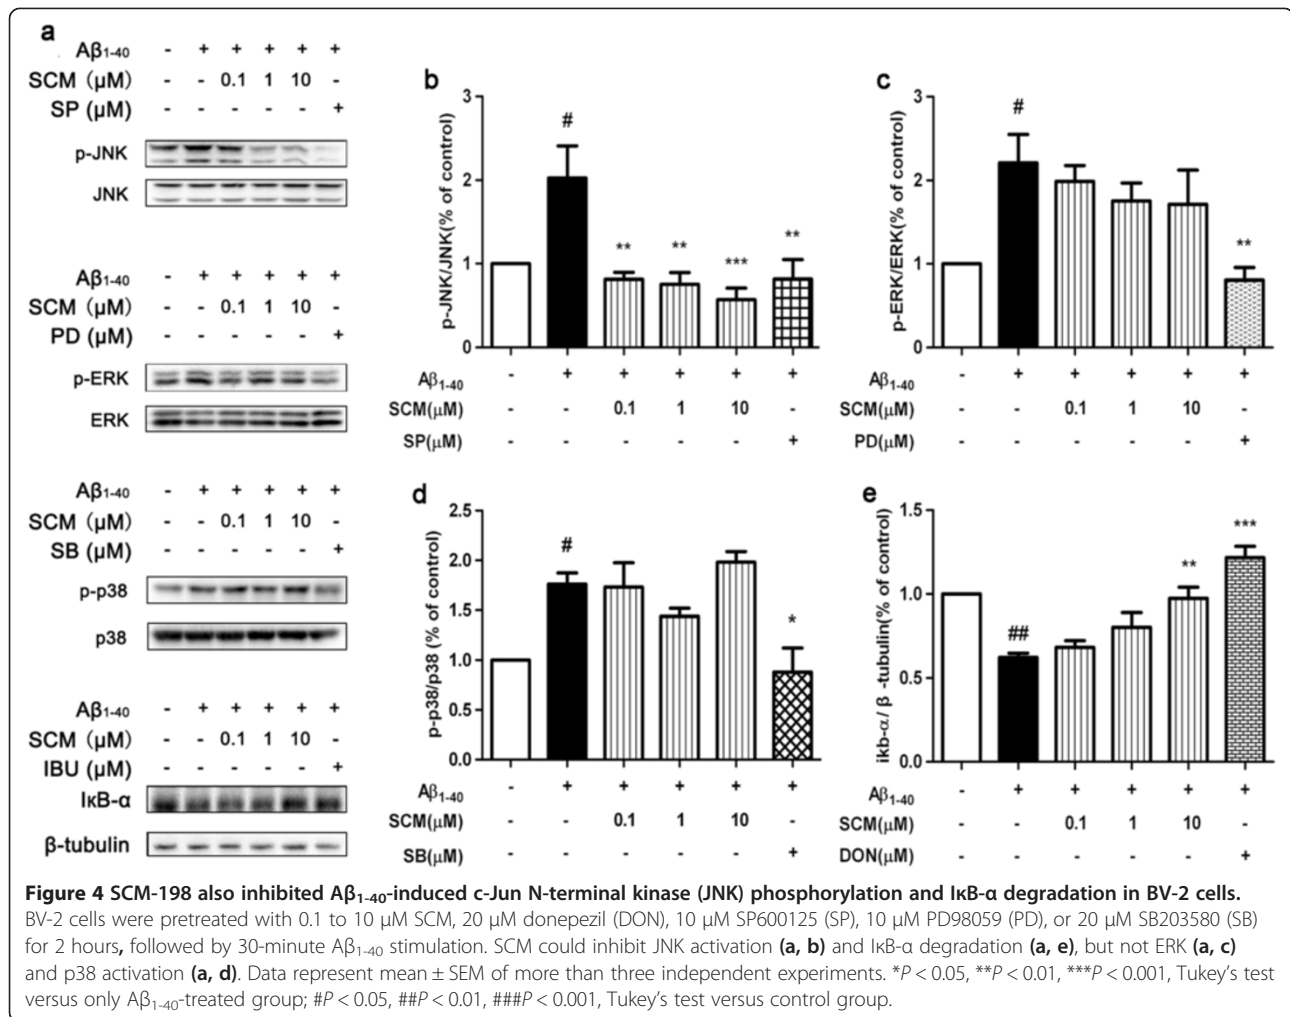 a
Aβ1-40 - + + + + +
SCM (μM) - - 0.1 1 10 -
SP (μM) - - - - - +
p-JNK
JNK
Aβ1-40 - + + + + +
SCM (μM) - - 0.1 1 10 -
PD (μM) - - - - - +
p-ERK
ERK
Aβ1-40 - + + + + +
SCM (μM) - - 0.1 1 10 -
SB (μM) - - - - - +
p-p38
p38
Aβ1-40 - + + + + +
SCM (μM) - - 0.1 1 10 -
IBU (μM) - - - - - +
IκB-α
β-tubulin
b
p-JNK/JNK(% of control)
3
2
1
0
#
**
**
***
**
Aβ1-40 - + + + + +
SCM(μM) - - 0.1 1 10 -
SP(μM) - - - - - +
c
p-ERK/ERK(% of control)
3
2
1
0
#
**
Aβ1-40 - + + + + +
SCM(μM) - - 0.1 1 10 -
PD(μM) - - - - - +
d
p-p38/p38 (% of control)
2.5
2.0
1.5
1.0
0.5
0.0
#
*
Aβ1-40 - + + + + +
SCM(μM) - - 0.1 1 10 -
SB(μM) - - - - - +
e
ikb-α/ β -tubulin(% of control)
1.5
1.0
0.5
0.0
##
**
***
Aβ1-40 - + + + + +
SCM(μM) - - 0.1 1 10 -
DON(μM) - - - - - +
Figure 4 SCM-198 also inhibited Aβ1-40-induced c-Jun N-terminal kinase (JNK) phosphorylation and IκB-α degradation in BV-2 cells.
BV-2 cells were pretreated with 0.1 to 10 μM SCM, 20 μM donepezil (DON), 10 μM SP600125 (SP), 10 μM PD98059 (PD), or 20 μM SB203580 (SB)
for 2 hours, followed by 30-minute Aβ1-40 stimulation. SCM could inhibit JNK activation (a, b) and IκB-α degradation (a, e), but not ERK (a, c)
and p38 activation (a, d). Data represent mean ± SEM of more than three independent experiments. *P < 0.05, **P < 0.01, ***P < 0.001, Tukey's test
versus only Aβ1-40-treated group; #P < 0.05, ##P < 0.01, ###P < 0.001, Tukey's test versus control group.